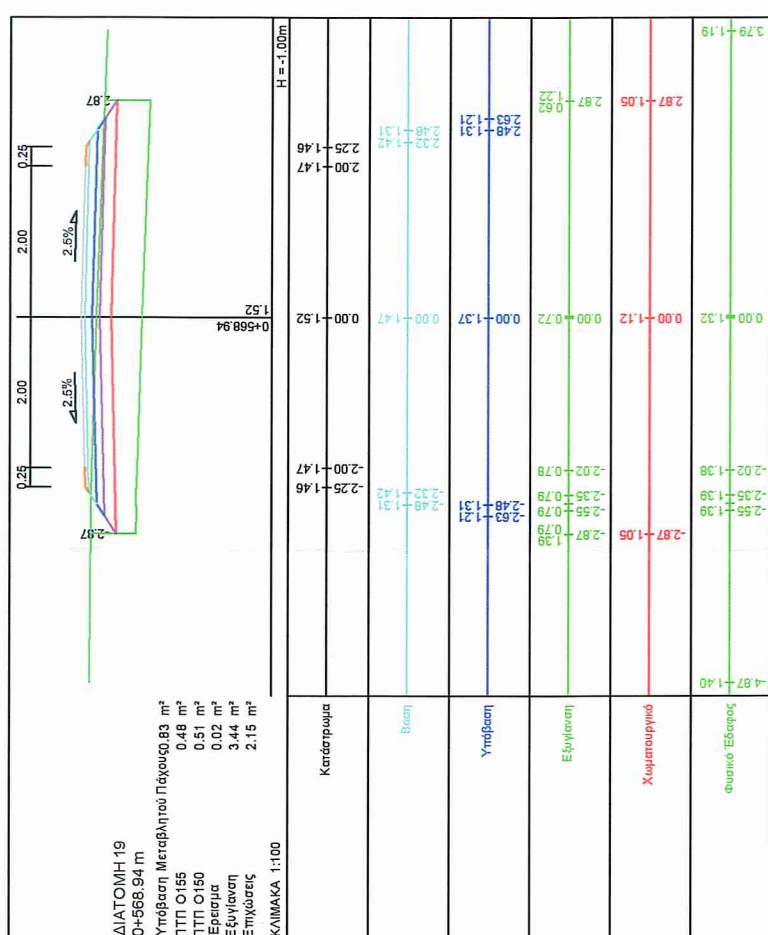 ΔΙΑΤΟΜΗ 19
0+568.94 m
Υπόβαση Μεταβλητού Πάχους 0.83 m²
ΠΤΠ Ο155 0.48 m²
ΠΤΠ Ο150 0.51 m²
Έρεισμα 0.02 m²
Εξυγίανση 3.44 m²
Επιχώσεις 2.15 m²
ΚΛΙΜΑΚΑ 1:100
0.25 2.00 2.00 0.25
2.5% 2.5%
-2.87 2.87
0+568.94 1.52
H = -1.00m
Κατάστρωμα
1.46 1.47 1.52 1.47 1.46
-2.25 -2.00 0.00 2.00 2.25
Βαση
1.31 1.42 1.47 1.42 1.31
-2.48 -2.32 0.00 2.32 2.48
Υπόβαση
1.21 1.31 1.37 1.31 1.21
-2.63 -2.48 0.00 2.48 2.63
Εξυγίανση
1.39 0.79 0.79 0.79 0.78 0.72 0.62 1.22
-2.87 -2.55 -2.35 -2.02 0.00 2.87
Χωματουργικά
1.05 1.12 1.05
-2.87 0.00 2.87
Φυσικό Έδαφος
1.40 1.39 1.39 1.38 1.32 1.19
-4.87 -2.55 -2.35 -2.02 0.00 3.79